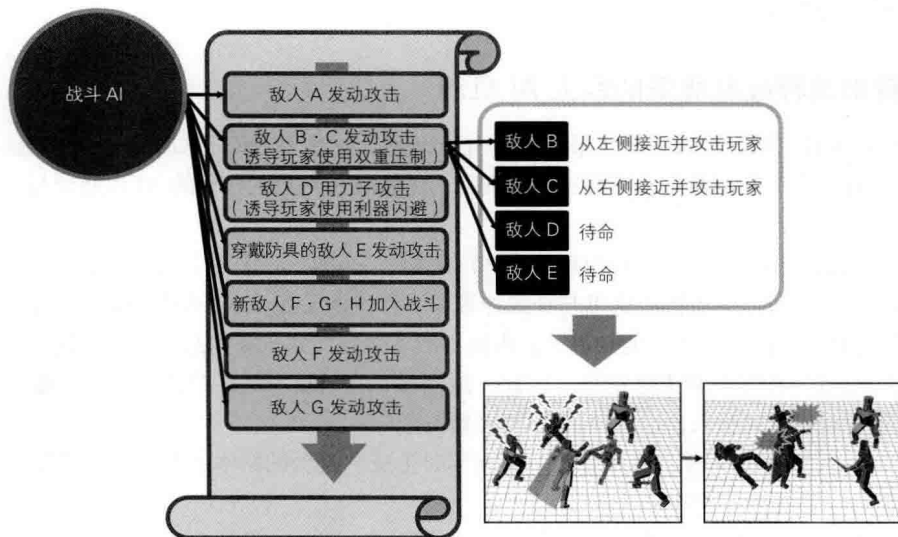 战斗 AI
敌人 A 发动攻击
敌人 B · C 发动攻击
（诱导玩家使用双重压制）
敌人 D 用刀子攻击
（诱导玩家使用利器闪避）
穿戴防具的敌人 E 发动攻击
新敌人 F · G · H 加入战斗
敌人 F 发动攻击
敌人 G 发动攻击
敌人 B 从左侧接近并攻击玩家
敌人 C 从右侧接近并攻击玩家
敌人 D 待命
敌人 E 待命